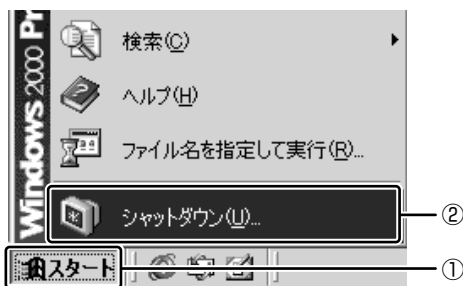 Windows 2000 Pr
検索(C)
ヘルプ(H)
ファイル名を指定して実行(R)...
シャットダウン(U)...
②
スタート
①